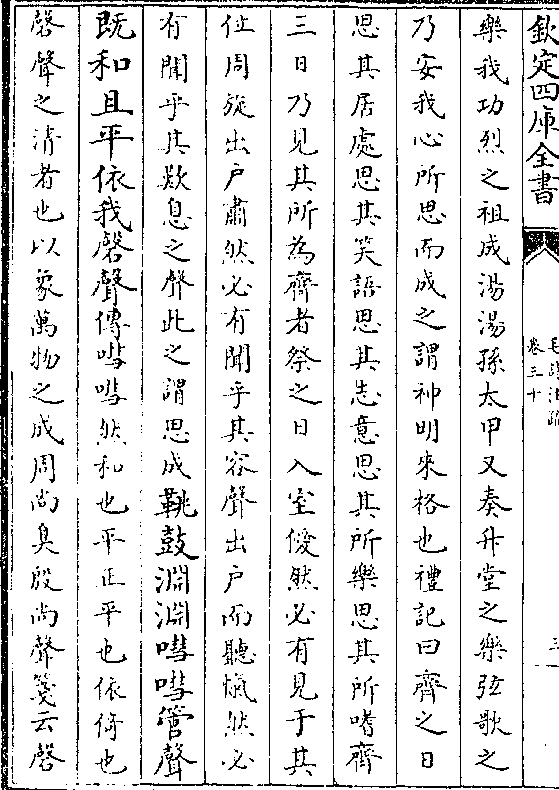 欽定四庫全書
毛詩注疏
卷三十
三
樂我功烈之祖成湯湯孫太甲又奏升堂之樂弦歌之
乃安我心所思而成之謂神明來格也禮記曰齊之日
思其居處思其笑語思其志意思其所樂思其所嗜齊
三日乃見其所為齊者祭之日入室僾然必有見于其
位周旋出户肅然必有聞乎其容聲出户而聽愾然必
有聞乎其歎息之聲此之謂思成鞉鼓淵淵嘒嘒管聲
既和且平依我磬聲傳嘒嘒然和也平正平也依倚也
磬聲之清者也以象萬物之成周尚臭殷尚聲箋云磬